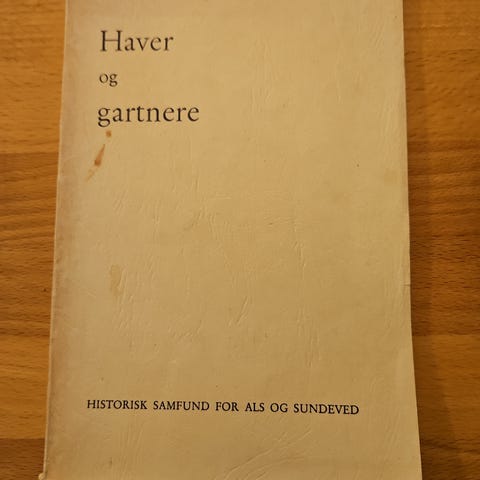 Haver
og
gartnere
HISTORISK SAMFUND FOR ALS OG SUNDEVED